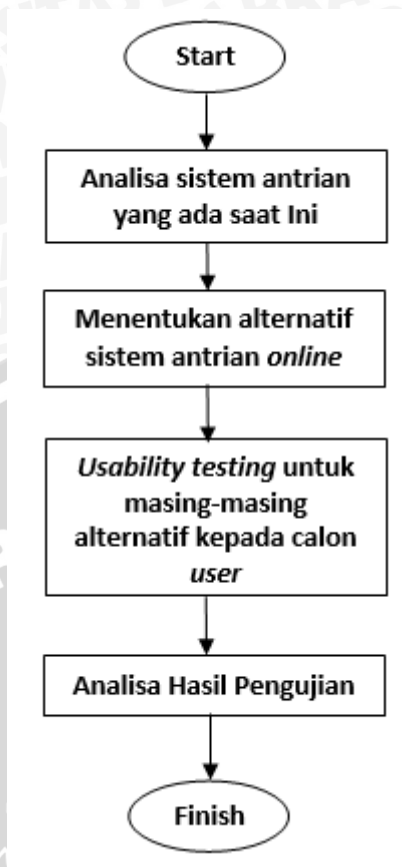 Start
Analisa sistem antrian
yang ada saat Ini
Menentukan alternatif
sistem antrian online
Usability testing untuk
masing-masing
alternatif kepada calon
user
Analisa Hasil Pengujian
Finish